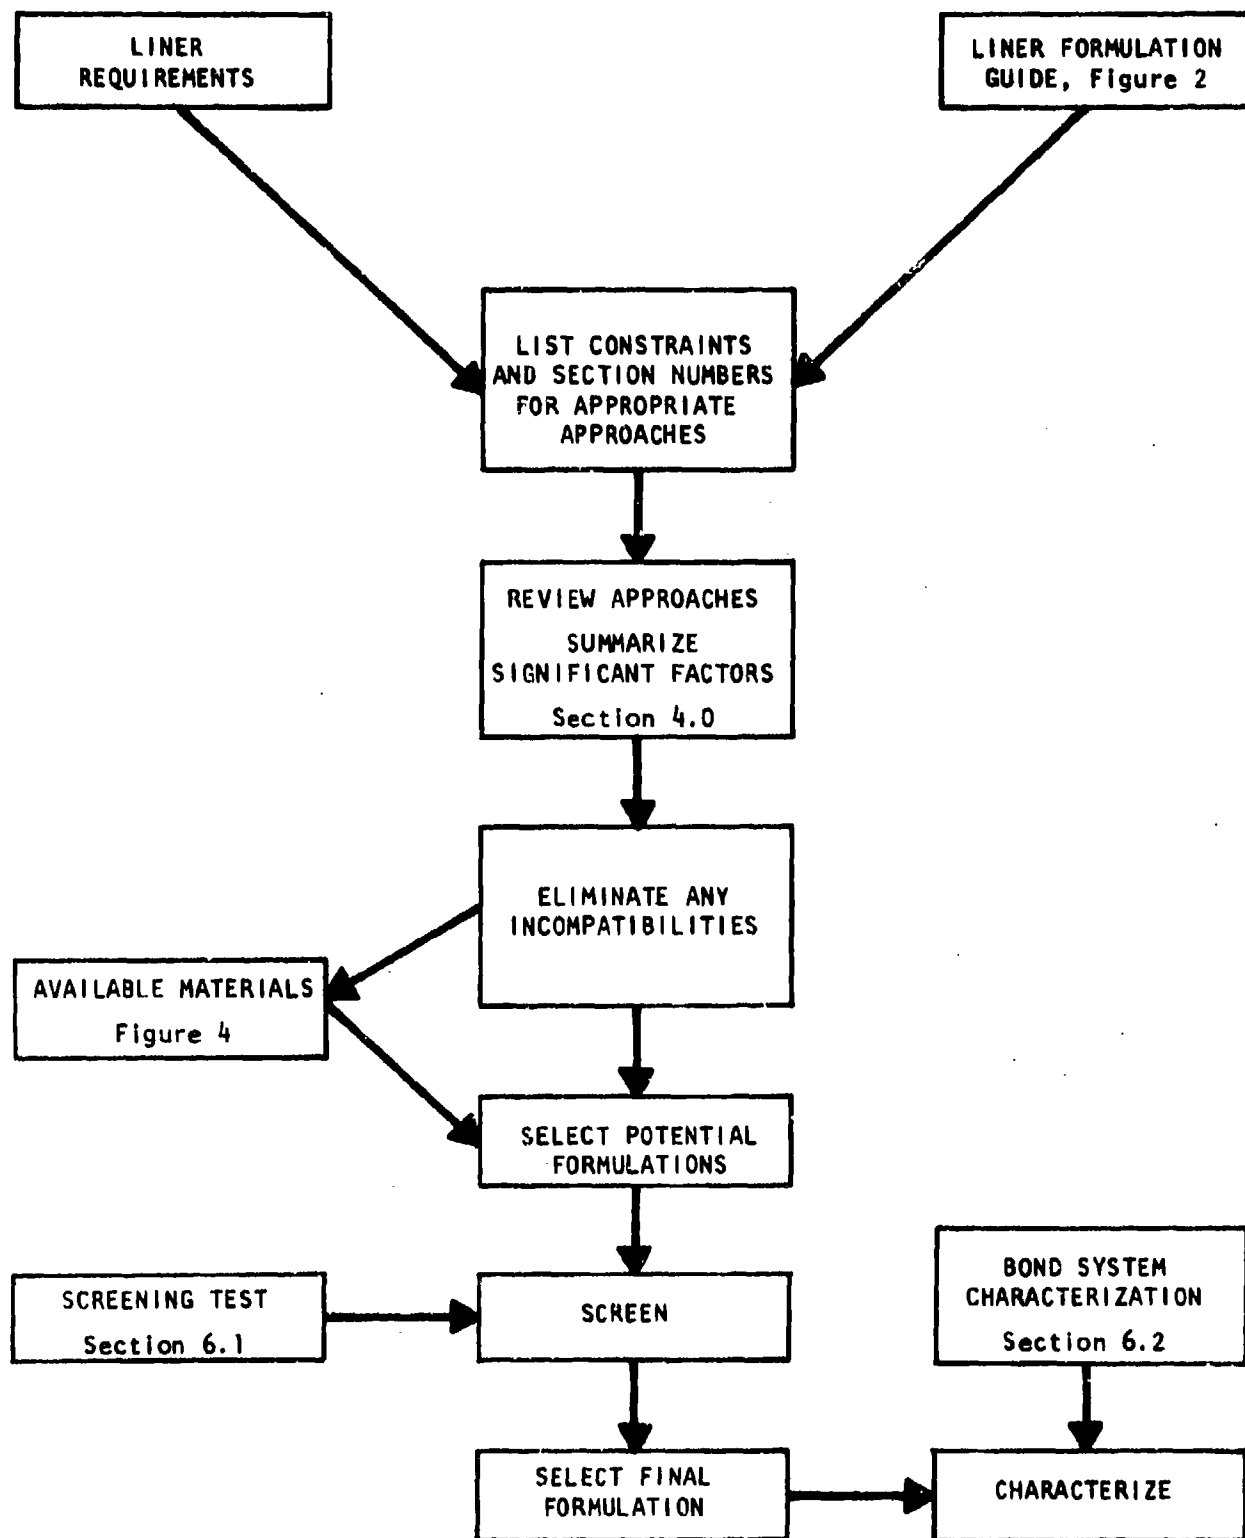 LINER
REQUIREMENTS
LINER FORMULATION
GUIDE, Figure 2
LIST CONSTRAINTS
AND SECTION NUMBERS
FOR APPROPRIATE
APPROACHES
REVIEW APPROACHES
SUMMARIZE
SIGNIFICANT FACTORS
Section 4.0
ELIMINATE ANY
INCOMPATIBILITIES
AVAILABLE MATERIALS
Figure 4
SELECT POTENTIAL
FORMULATIONS
SCREENING TEST
Section 6.1
SCREEN
BOND SYSTEM
CHARACTERIZATION
Section 6.2
SELECT FINAL
FORMULATION
CHARACTERIZE